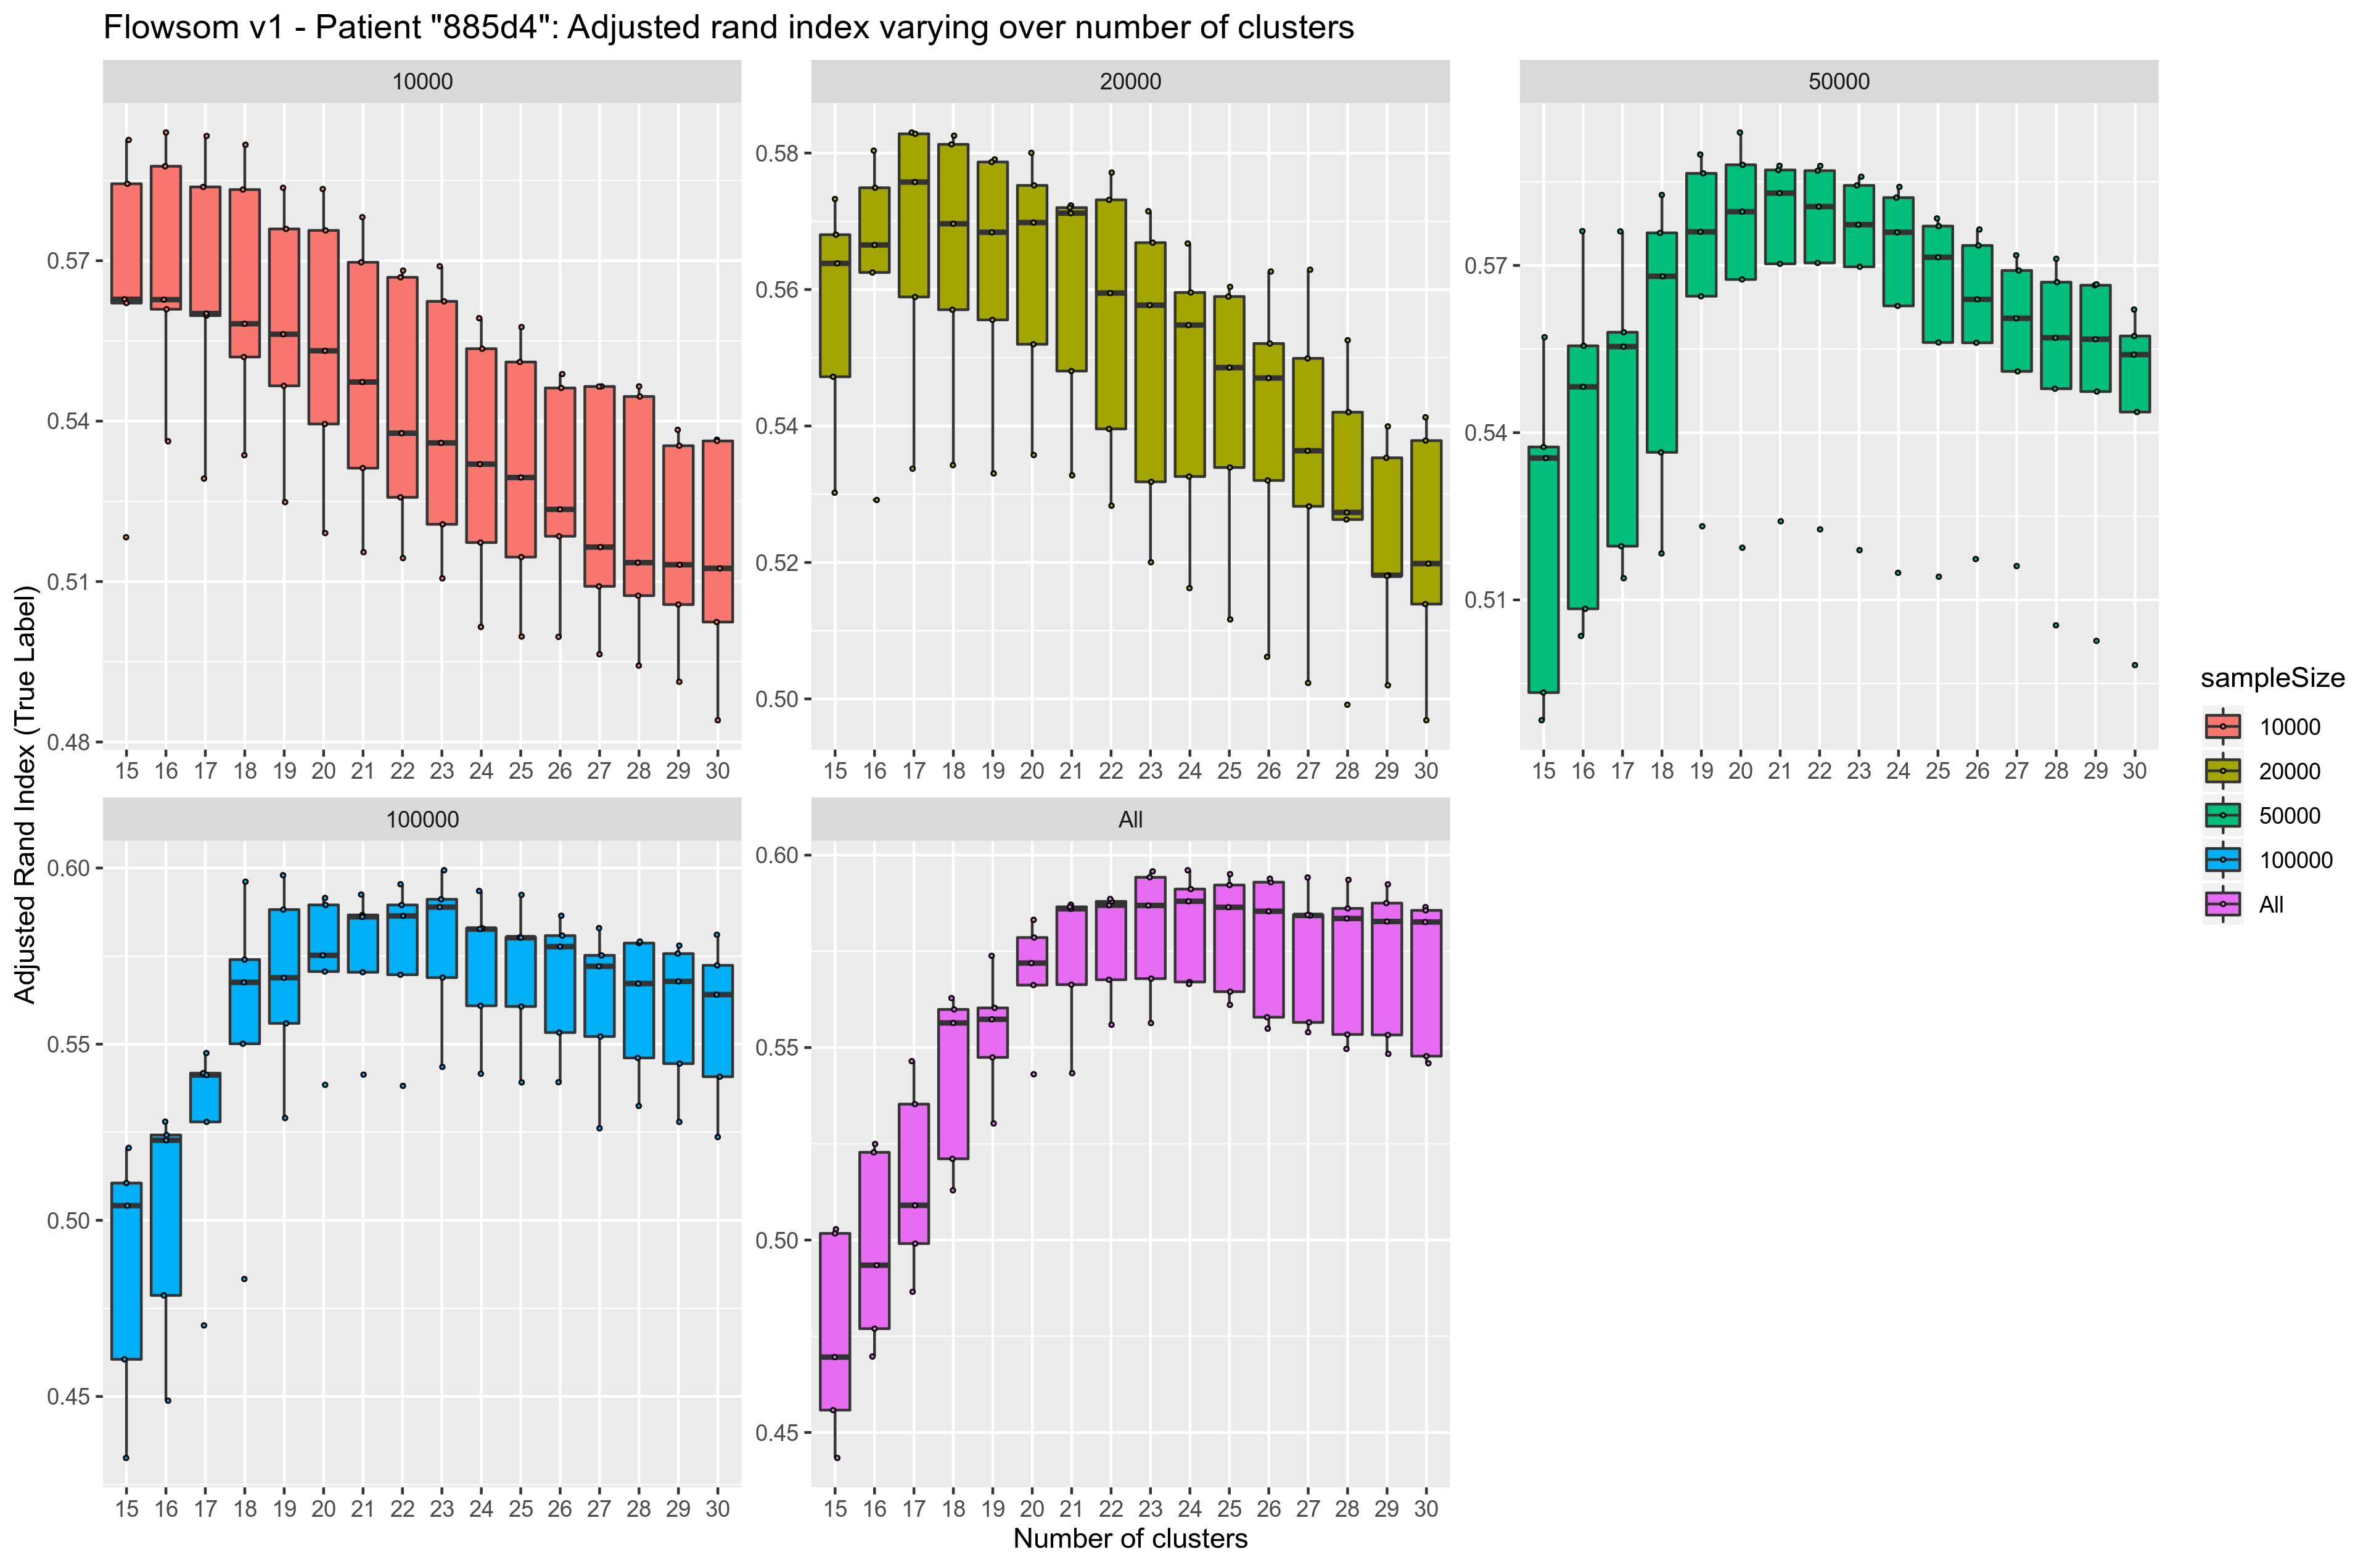 Flowsom v1 - Patient "885d4": Adjusted rand index varying over number of clusters
10000
20000
50000
0.57
0.54
0.51
0.48
0.58
0.56
0.54
0.52
0.50
0.57
0.54
0.51
15 16 17 18 19 20 21 22 23 24 25 26 27 28 29 30
15 16 17 18 19 20 21 22 23 24 25 26 27 28 29 30
15 16 17 18 19 20 21 22 23 24 25 26 27 28 29 30
Adjusted Rand Index (True Label)
100000
All
0.60
0.55
0.50
0.45
0.60
0.55
0.50
0.45
15 16 17 18 19 20 21 22 23 24 25 26 27 28 29 30
15 16 17 18 19 20 21 22 23 24 25 26 27 28 29 30
Number of clusters
sampleSize
10000
20000
50000
100000
All